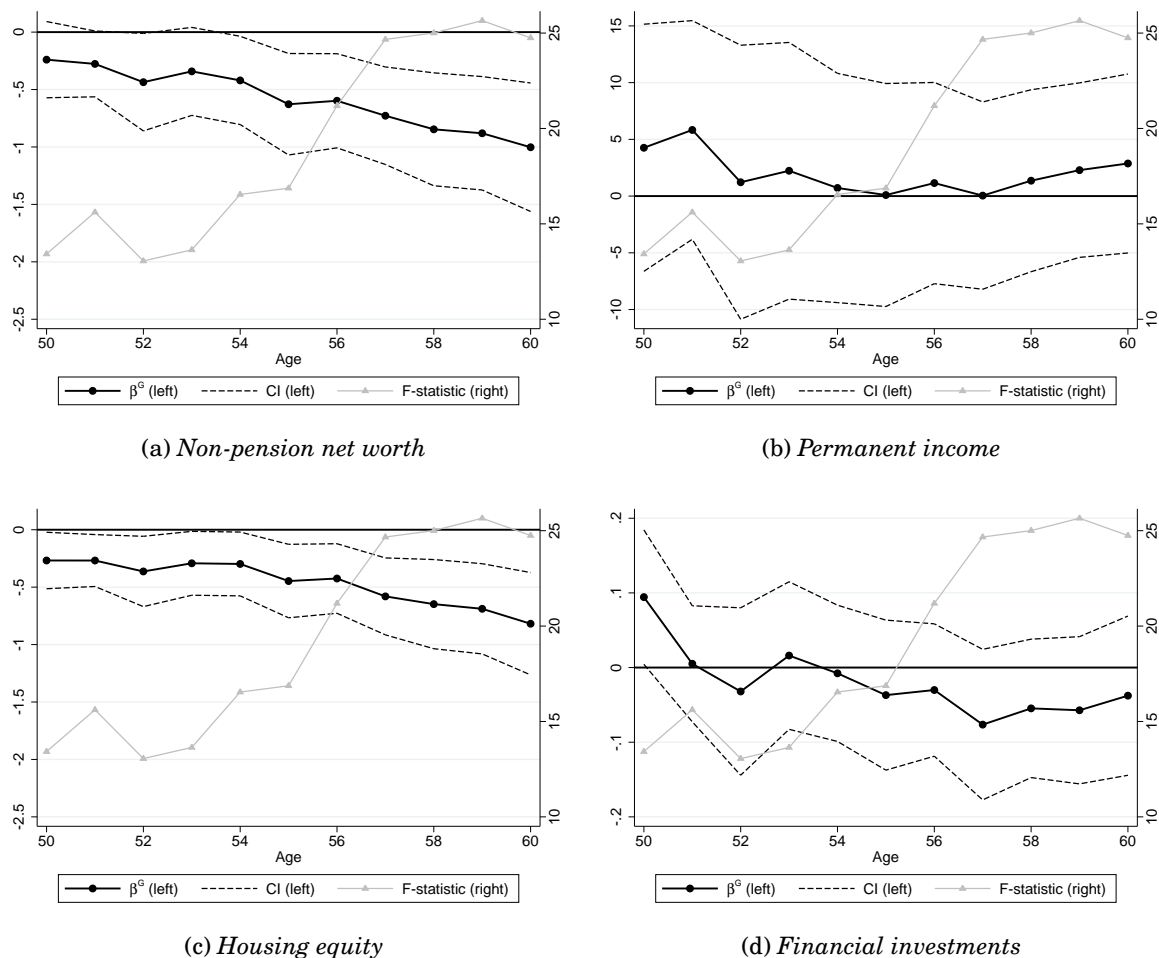 0
-.5
-1
-1.5
-2
-2.5
25
20
15
10
50 52 54 56 58 60
Age
βᴳ (left) CI (left) F-statistic (right)
(a) Non-pension net worth
15
10
5
0
-5
-10
25
20
15
10
50 52 54 56 58 60
Age
βᴳ (left) CI (left) F-statistic (right)
(b) Permanent income
0
-.5
-1
-1.5
-2
-2.5
25
20
15
10
50 52 54 56 58 60
Age
βᴳ (left) CI (left) F-statistic (right)
(c) Housing equity
.2
.1
0
-.1
-.2
25
20
15
10
50 52 54 56 58 60
Age
βᴳ (left) CI (left) F-statistic (right)
(d) Financial investments